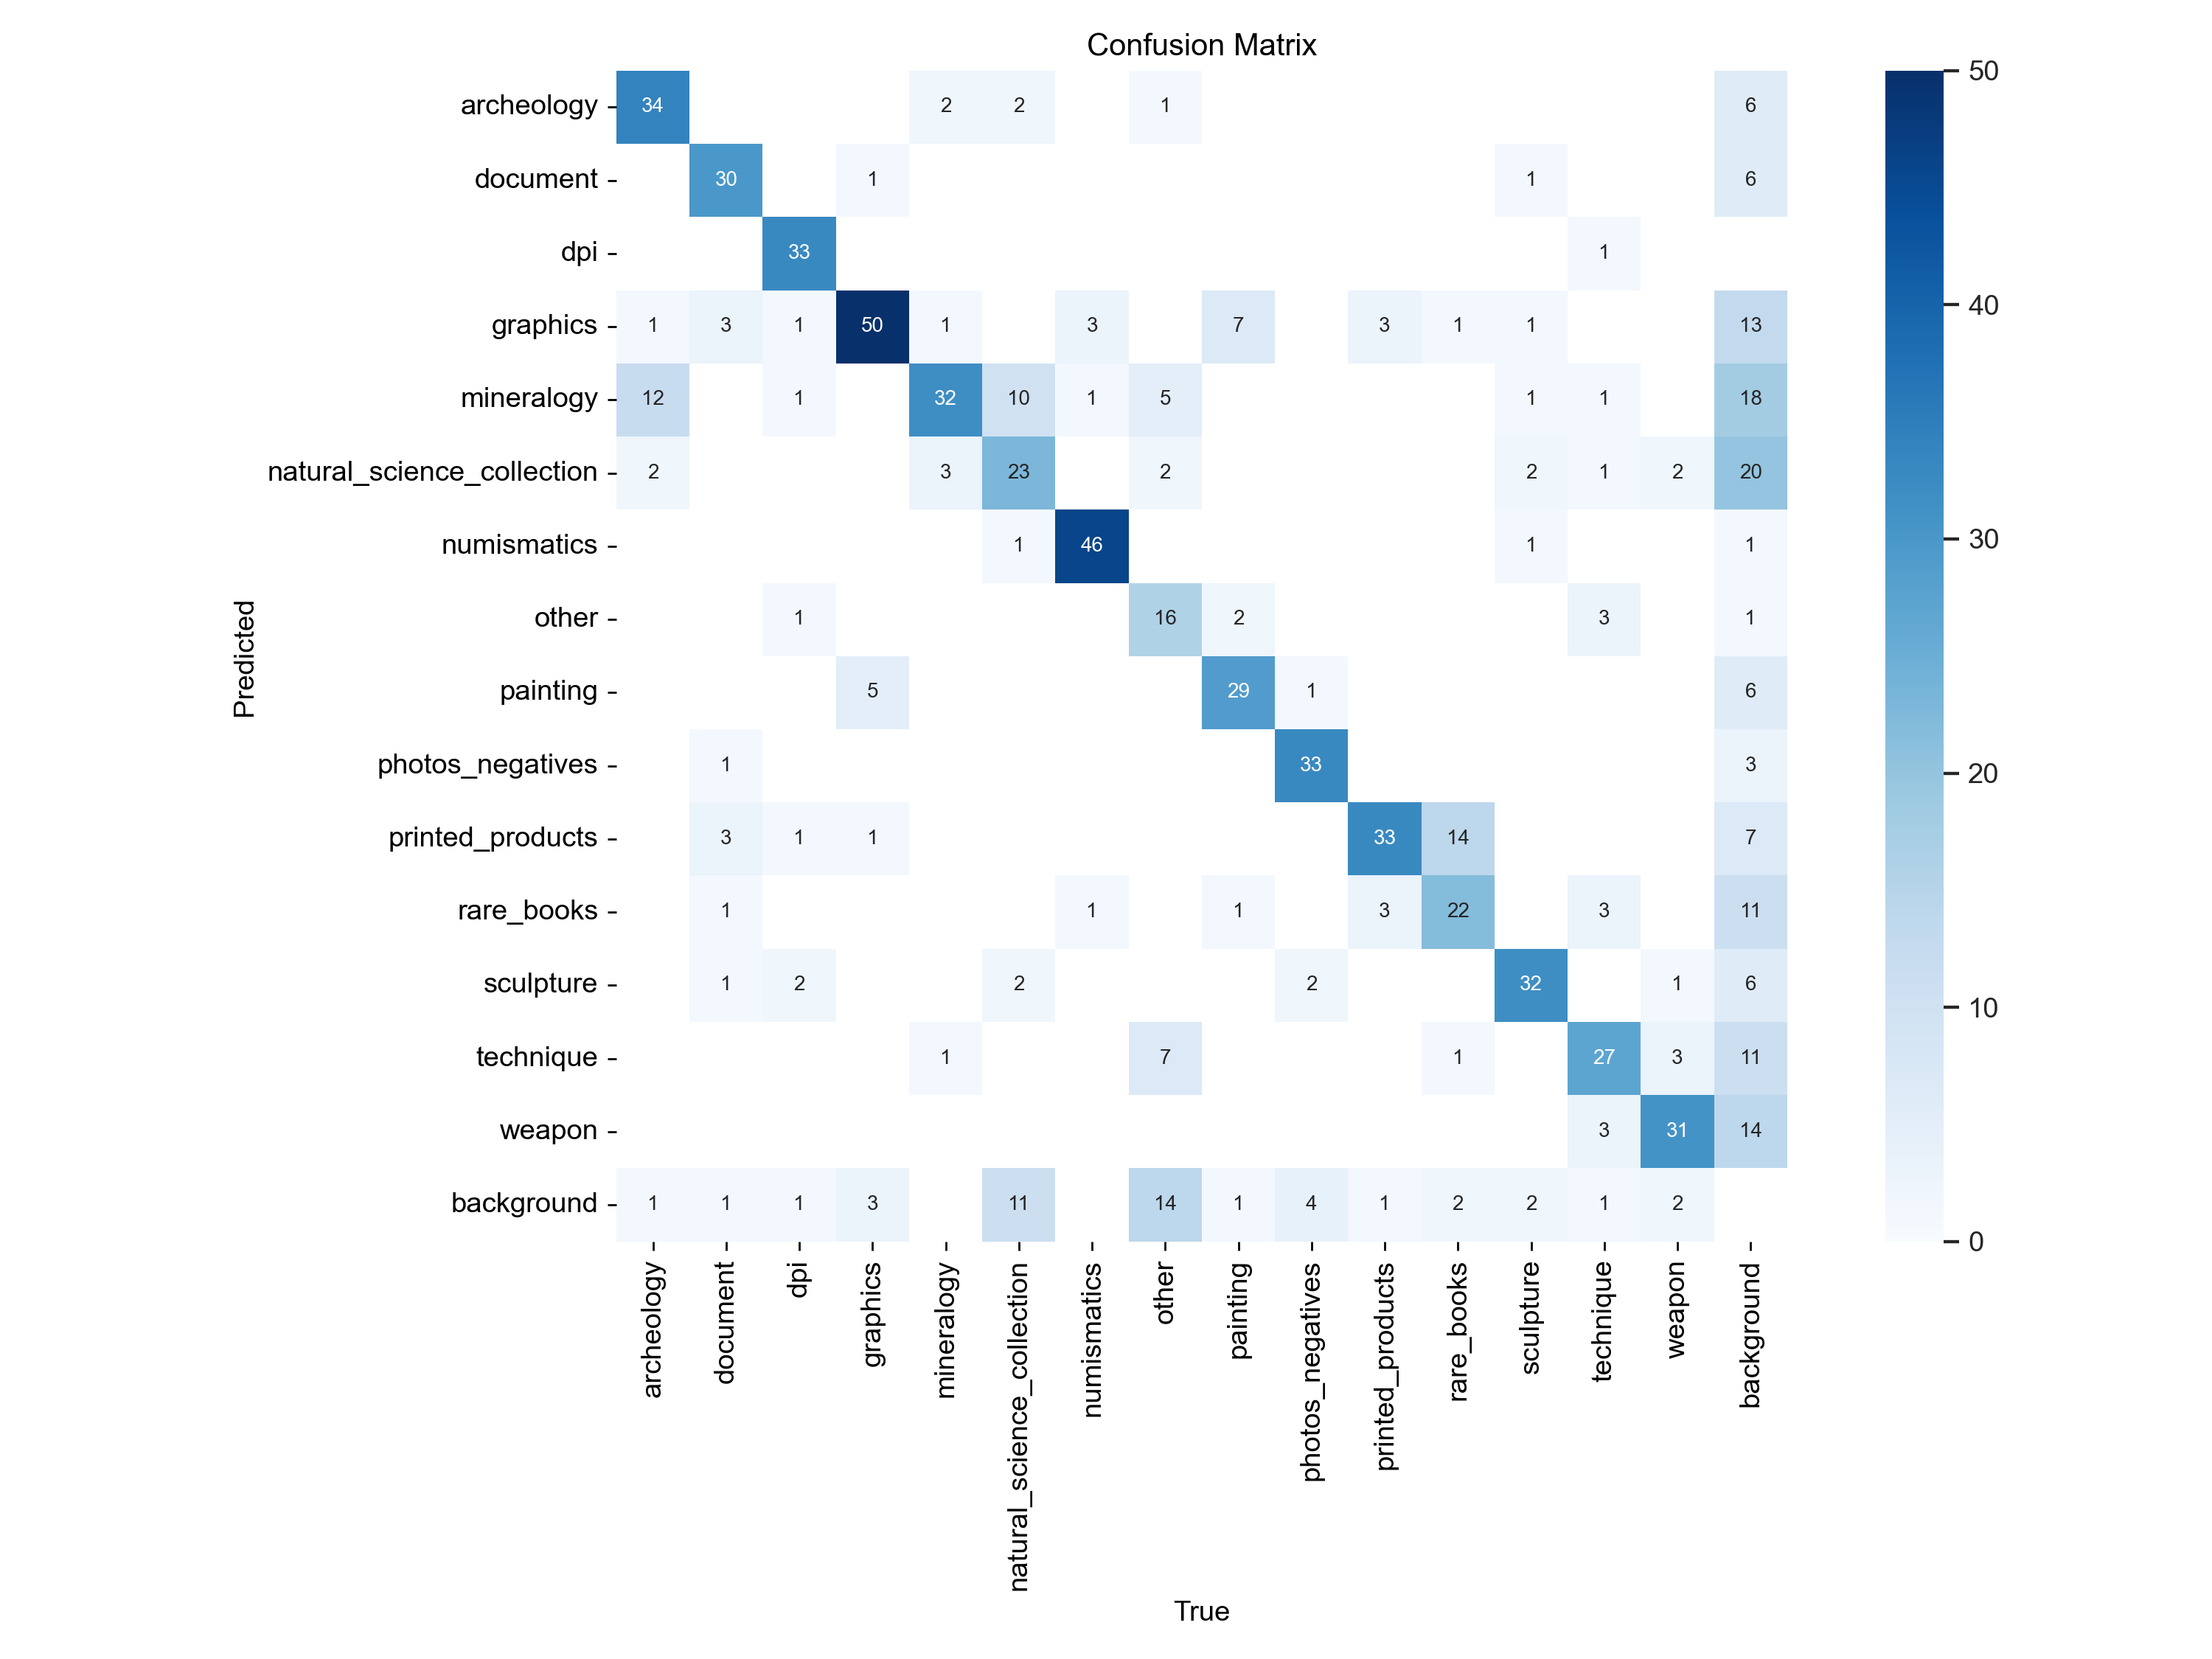 Confusion Matrix
archeology 34 2 2 1 6
document 30 1 1 6
dpi 33 1
graphics 1 3 1 50 1 3 7 3 1 1 13
mineralogy 12 1 32 10 1 5 1 1 18
natural_science_collection 2 3 23 2 2 1 2 20
numismatics 1 46 1 1
other 1 16 2 3 1
painting 5 29 1 6
photos_negatives 1 33 3
printed_products 3 1 1 33 14 7
rare_books 1 1 1 3 22 3 11
sculpture 1 2 2 2 32 1 6
technique 1 7 1 27 3 11
weapon 3 31 14
background 1 1 1 3 11 14 1 4 1 2 2 1 2
Predicted
archeology
document
dpi
graphics
mineralogy
natural_science_collection
numismatics
other
painting
photos_negatives
printed_products
rare_books
sculpture
technique
weapon
background
True
50
40
30
20
10
0